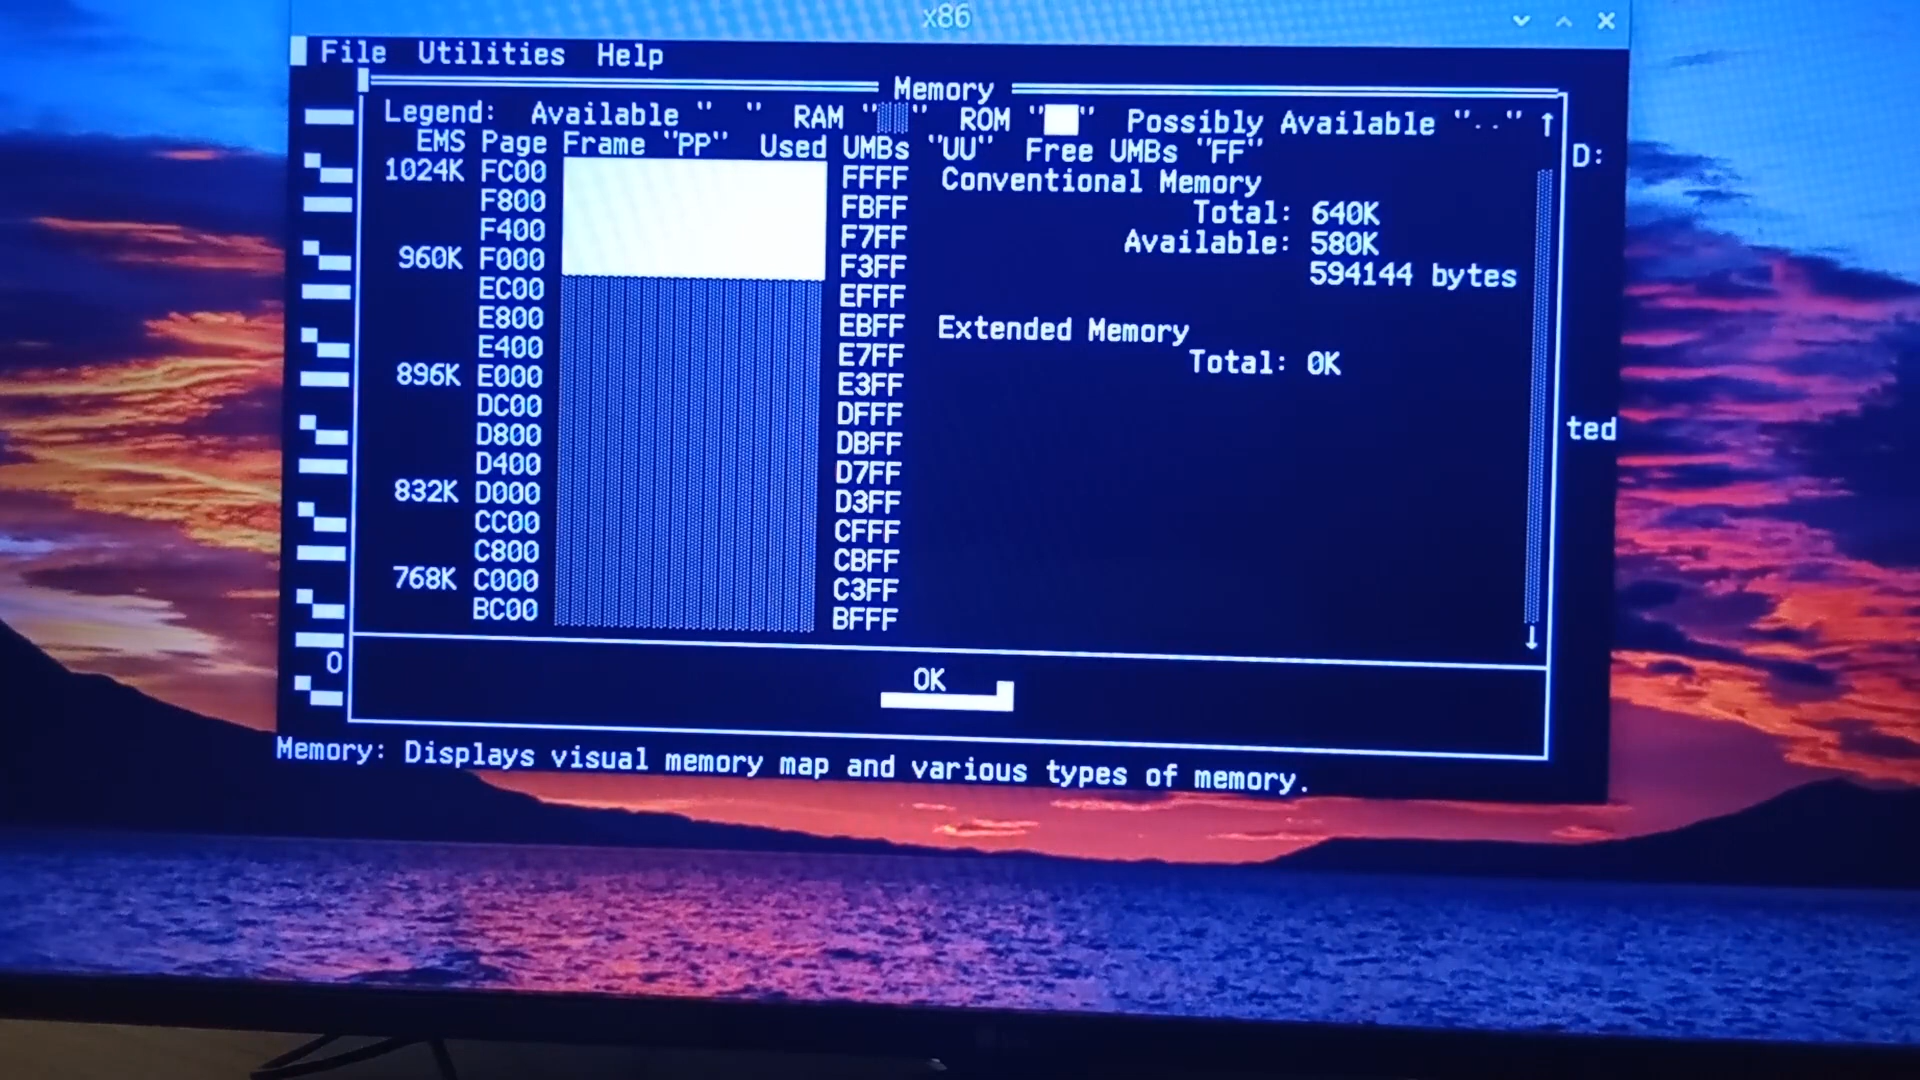 x86
File Utilities Help
Memory
Legend: Available " " RAM " " ROM " " Possibly Available ".." ↑
EMS Page Frame "PP" Used UMBs "UU" Free UMBs "FF"
D:
1024K FC00 FFFF Conventional Memory
F800 FBFF Total: 640K
F400 F7FF Available: 580K
960K F000 F3FF 594144 bytes
EC00 EFFF
E800 EBFF Extended Memory
E400 E7FF Total: 0K
896K E000 E3FF
DC00 DFFF
D800 DBFF
ted
D400 D7FF
832K D000 D3FF
CC00 CFFF
C800 CBFF
768K C000 C3FF
BC00 BFFF ↓
O
OK
Memory: Displays visual memory map and various types of memory.